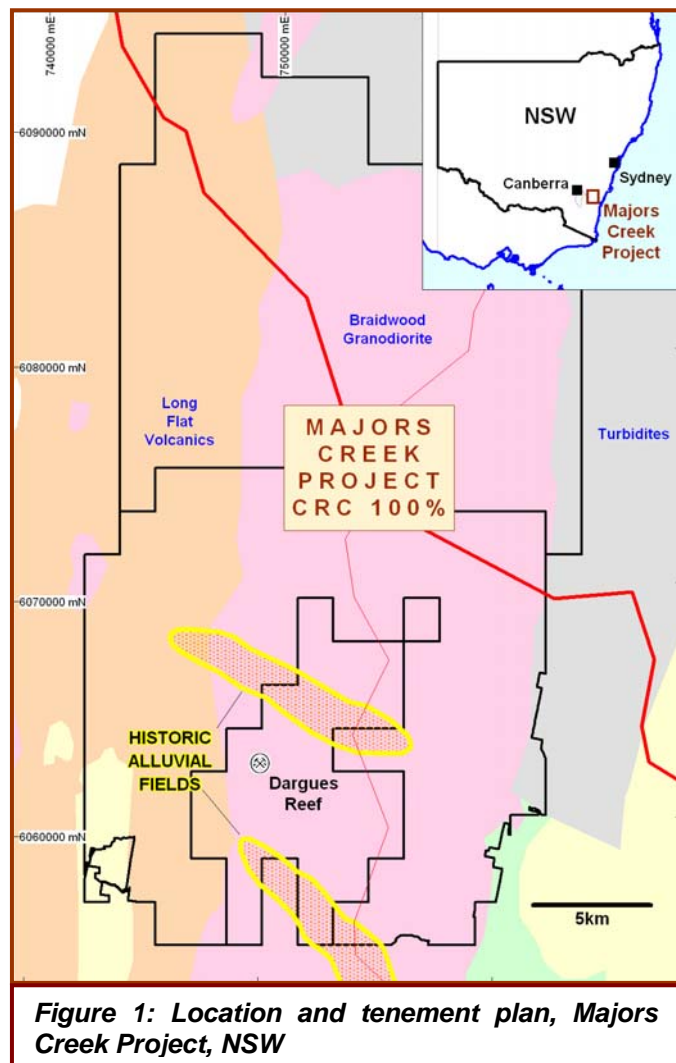 740000 mE
750000 mE
6090000 mN
NSW
Sydney
Canberra
Majors
Creek
Project
Braidwood
Granodiorite
6080000 mN
Long
Flat
Volcanics
Turbidites
MAJORS
CREEK
PROJECT
CRC 100%
6070000 mN
HISTORIC
ALLUVIAL
FIELDS
Dargues
Reef
6060000 mN
5km
Figure 1: Location and tenement plan, Majors
Creek Project, NSW